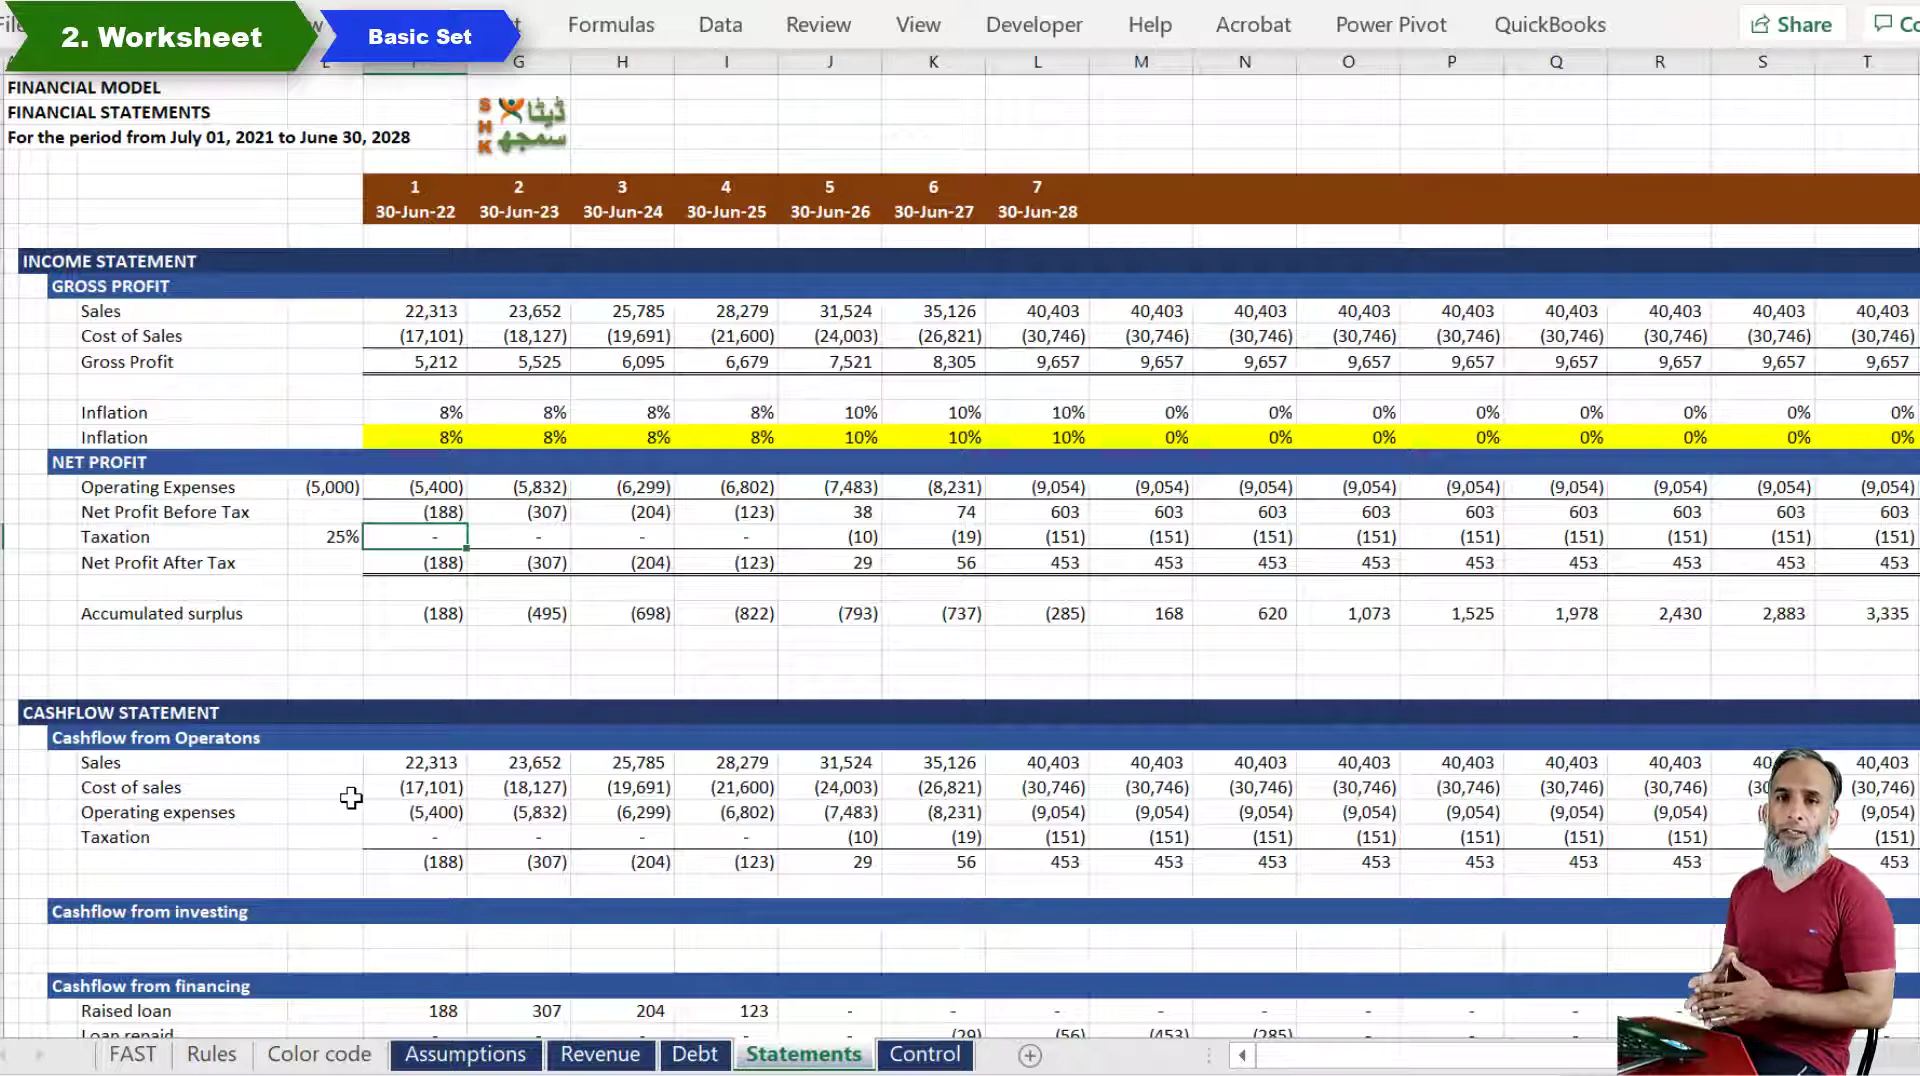 2. Worksheet
Basic Set
Formulas Data Review View Developer Help Acrobat Power Pivot QuickBooks Share
G H I J K L M N O P Q R S T
FINANCIAL MODEL
FINANCIAL STATEMENTS
For the period from July 01, 2021 to June 30, 2028
SHK
ڈیٹا
سمجھ
1 2 3 4 5 6 7
30-Jun-22 30-Jun-23 30-Jun-24 30-Jun-25 30-Jun-26 30-Jun-27 30-Jun-28
INCOME STATEMENT
GROSS PROFIT
Sales 22,313 23,652 25,785 28,279 31,524 35,126 40,403 40,403 40,403 40,403 40,403 40,403 40,403 40,403 40,403
Cost of Sales (17,101) (18,127) (19,691) (21,600) (24,003) (26,821) (30,746) (30,746) (30,746) (30,746) (30,746) (30,746) (30,746) (30,746) (30,746)
Gross Profit 5,212 5,525 6,095 6,679 7,521 8,305 9,657 9,657 9,657 9,657 9,657 9,657 9,657 9,657 9,657
Inflation 8% 8% 8% 8% 10% 10% 10% 0% 0% 0% 0% 0% 0% 0% 0%
Inflation 8% 8% 8% 8% 10% 10% 10% 0% 0% 0% 0% 0% 0% 0% 0%
NET PROFIT
Operating Expenses (5,000) (5,400) (5,832) (6,299) (6,802) (7,483) (8,231) (9,054) (9,054) (9,054) (9,054) (9,054) (9,054) (9,054) (9,054) (9,054)
Net Profit Before Tax (188) (307) (204) (123) 38 74 603 603 603 603 603 603 603 603 603
Taxation 25% - - - - (10) (19) (151) (151) (151) (151) (151) (151) (151) (151) (151)
Net Profit After Tax (188) (307) (204) (123) 29 56 453 453 453 453 453 453 453 453 453
Accumulated surplus (188) (495) (698) (822) (793) (737) (285) 168 620 1,073 1,525 1,978 2,430 2,883 3,335
CASHFLOW STATEMENT
Cashflow from Operatons
Sales 22,313 23,652 25,785 28,279 31,524 35,126 40,403 40,403 40,403 40,403 40,403 40,403 40,403 40,403
Cost of sales (17,101) (18,127) (19,691) (21,600) (24,003) (26,821) (30,746) (30,746) (30,746) (30,746) (30,746) (30,746) (30,746) (30,746)
Operating expenses (5,400) (5,832) (6,299) (6,802) (7,483) (8,231) (9,054) (9,054) (9,054) (9,054) (9,054) (9,054) (9,054) (9,054)
Taxation - - - - (10) (19) (151) (151) (151) (151) (151) (151) (151) (151)
(188) (307) (204) (123) 29 56 453 453 453 453 453 453 453 453
Cashflow from investing
Cashflow from financing
Raised loan 188 307 204 123 - - - - - - - - -
Loan repaid - - - - - (29) (56) (453) (285) - - - -
FAST Rules Color code Assumptions Revenue Debt Statements Control